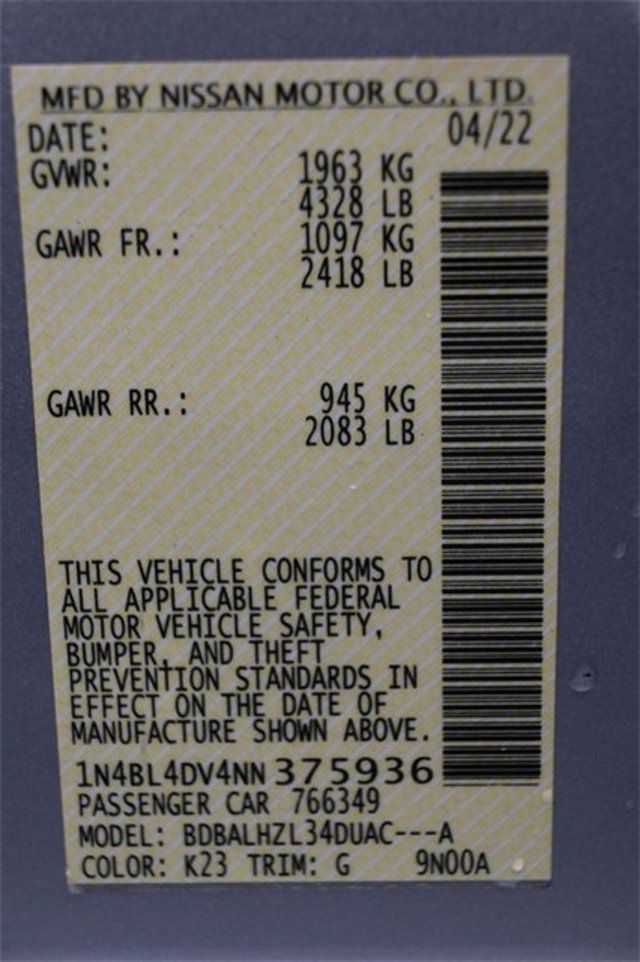 MFD BY NISSAN MOTOR CO., LTD.
DATE: 04/22
GVWR: 1963 KG
4328 LB
GAWR FR.: 1097 KG
2418 LB
GAWR RR.: 945 KG
2083 LB
THIS VEHICLE CONFORMS TO
ALL APPLICABLE FEDERAL
MOTOR VEHICLE SAFETY,
BUMPER, AND THEFT
PREVENTION STANDARDS IN
EFFECT ON THE DATE OF
MANUFACTURE SHOWN ABOVE.
1N4BL4DV4NN375936
PASSENGER CAR 766349
MODEL: BDBALHZL34DUAC---A
COLOR: K23 TRIM: G 9N00A